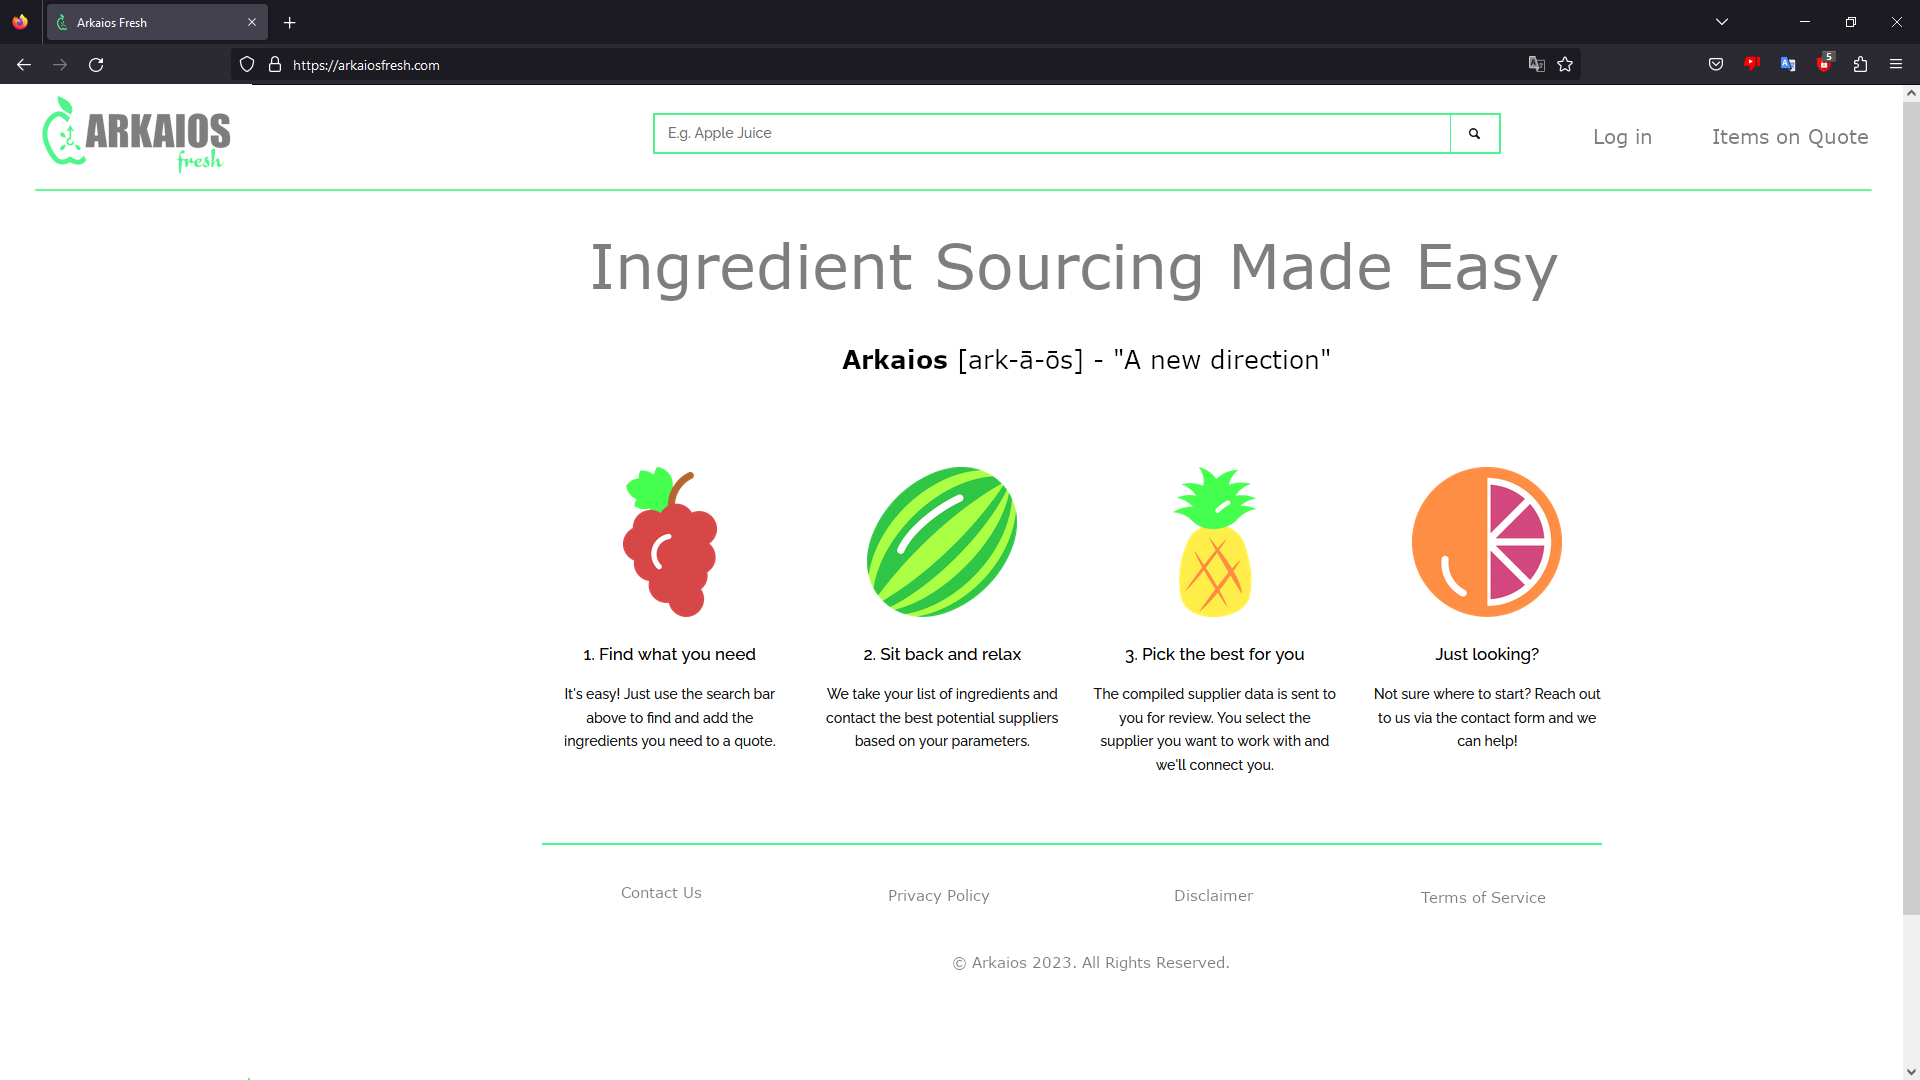 Arkaios Fresh
https://arkaiosfresh.com
5
ARKAIOS
fresh
E.g. Apple Juice
Log in
Items on Quote
Ingredient Sourcing Made Easy
Arkaios [ark-ā-ōs] - "A new direction"
1. Find what you need
It's easy! Just use the search bar
above to find and add the
ingredients you need to a quote.
2. Sit back and relax
We take your list of ingredients and
contact the best potential suppliers
based on your parameters.
3. Pick the best for you
The compiled supplier data is sent to
you for review. You select the
supplier you want to work with and
we'll connect you.
Just looking?
Not sure where to start? Reach out
to us via the contact form and we
can help!
Contact Us
Privacy Policy
Disclaimer
Terms of Service
© Arkaios 2023. All Rights Reserved.